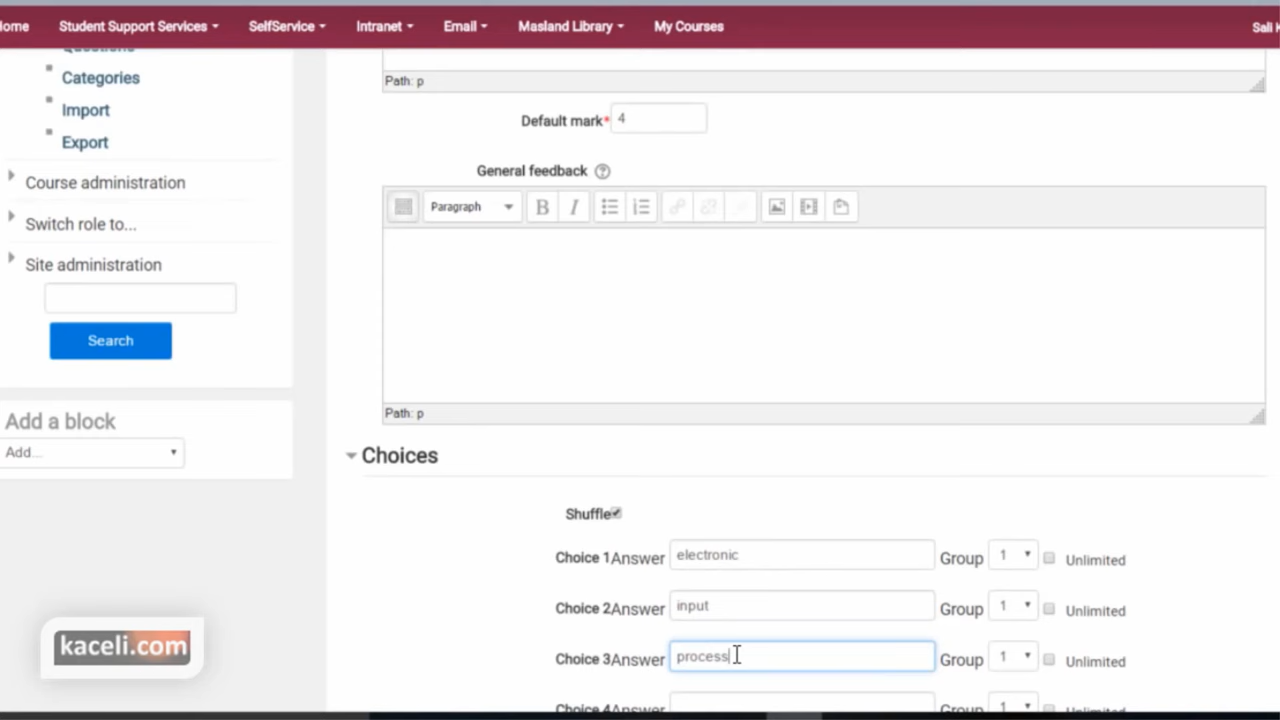 Home Student Support Services SelfService Intranet Email Masland Library My Courses Sali K
Questions
Categories
Import
Export
Course administration
Switch role to...
Site administration
Search
Add a block
Add...
kaceli.com
Path: p
Default mark* 4
General feedback
Paragraph B I
Path: p
Choices
Shuffle
Choice 1 Answer electronic Group 1 Unlimited
Choice 2 Answer input Group 1 Unlimited
Choice 3 Answer process Group 1 Unlimited
Choice 4 Answer Group 1 Unlimited